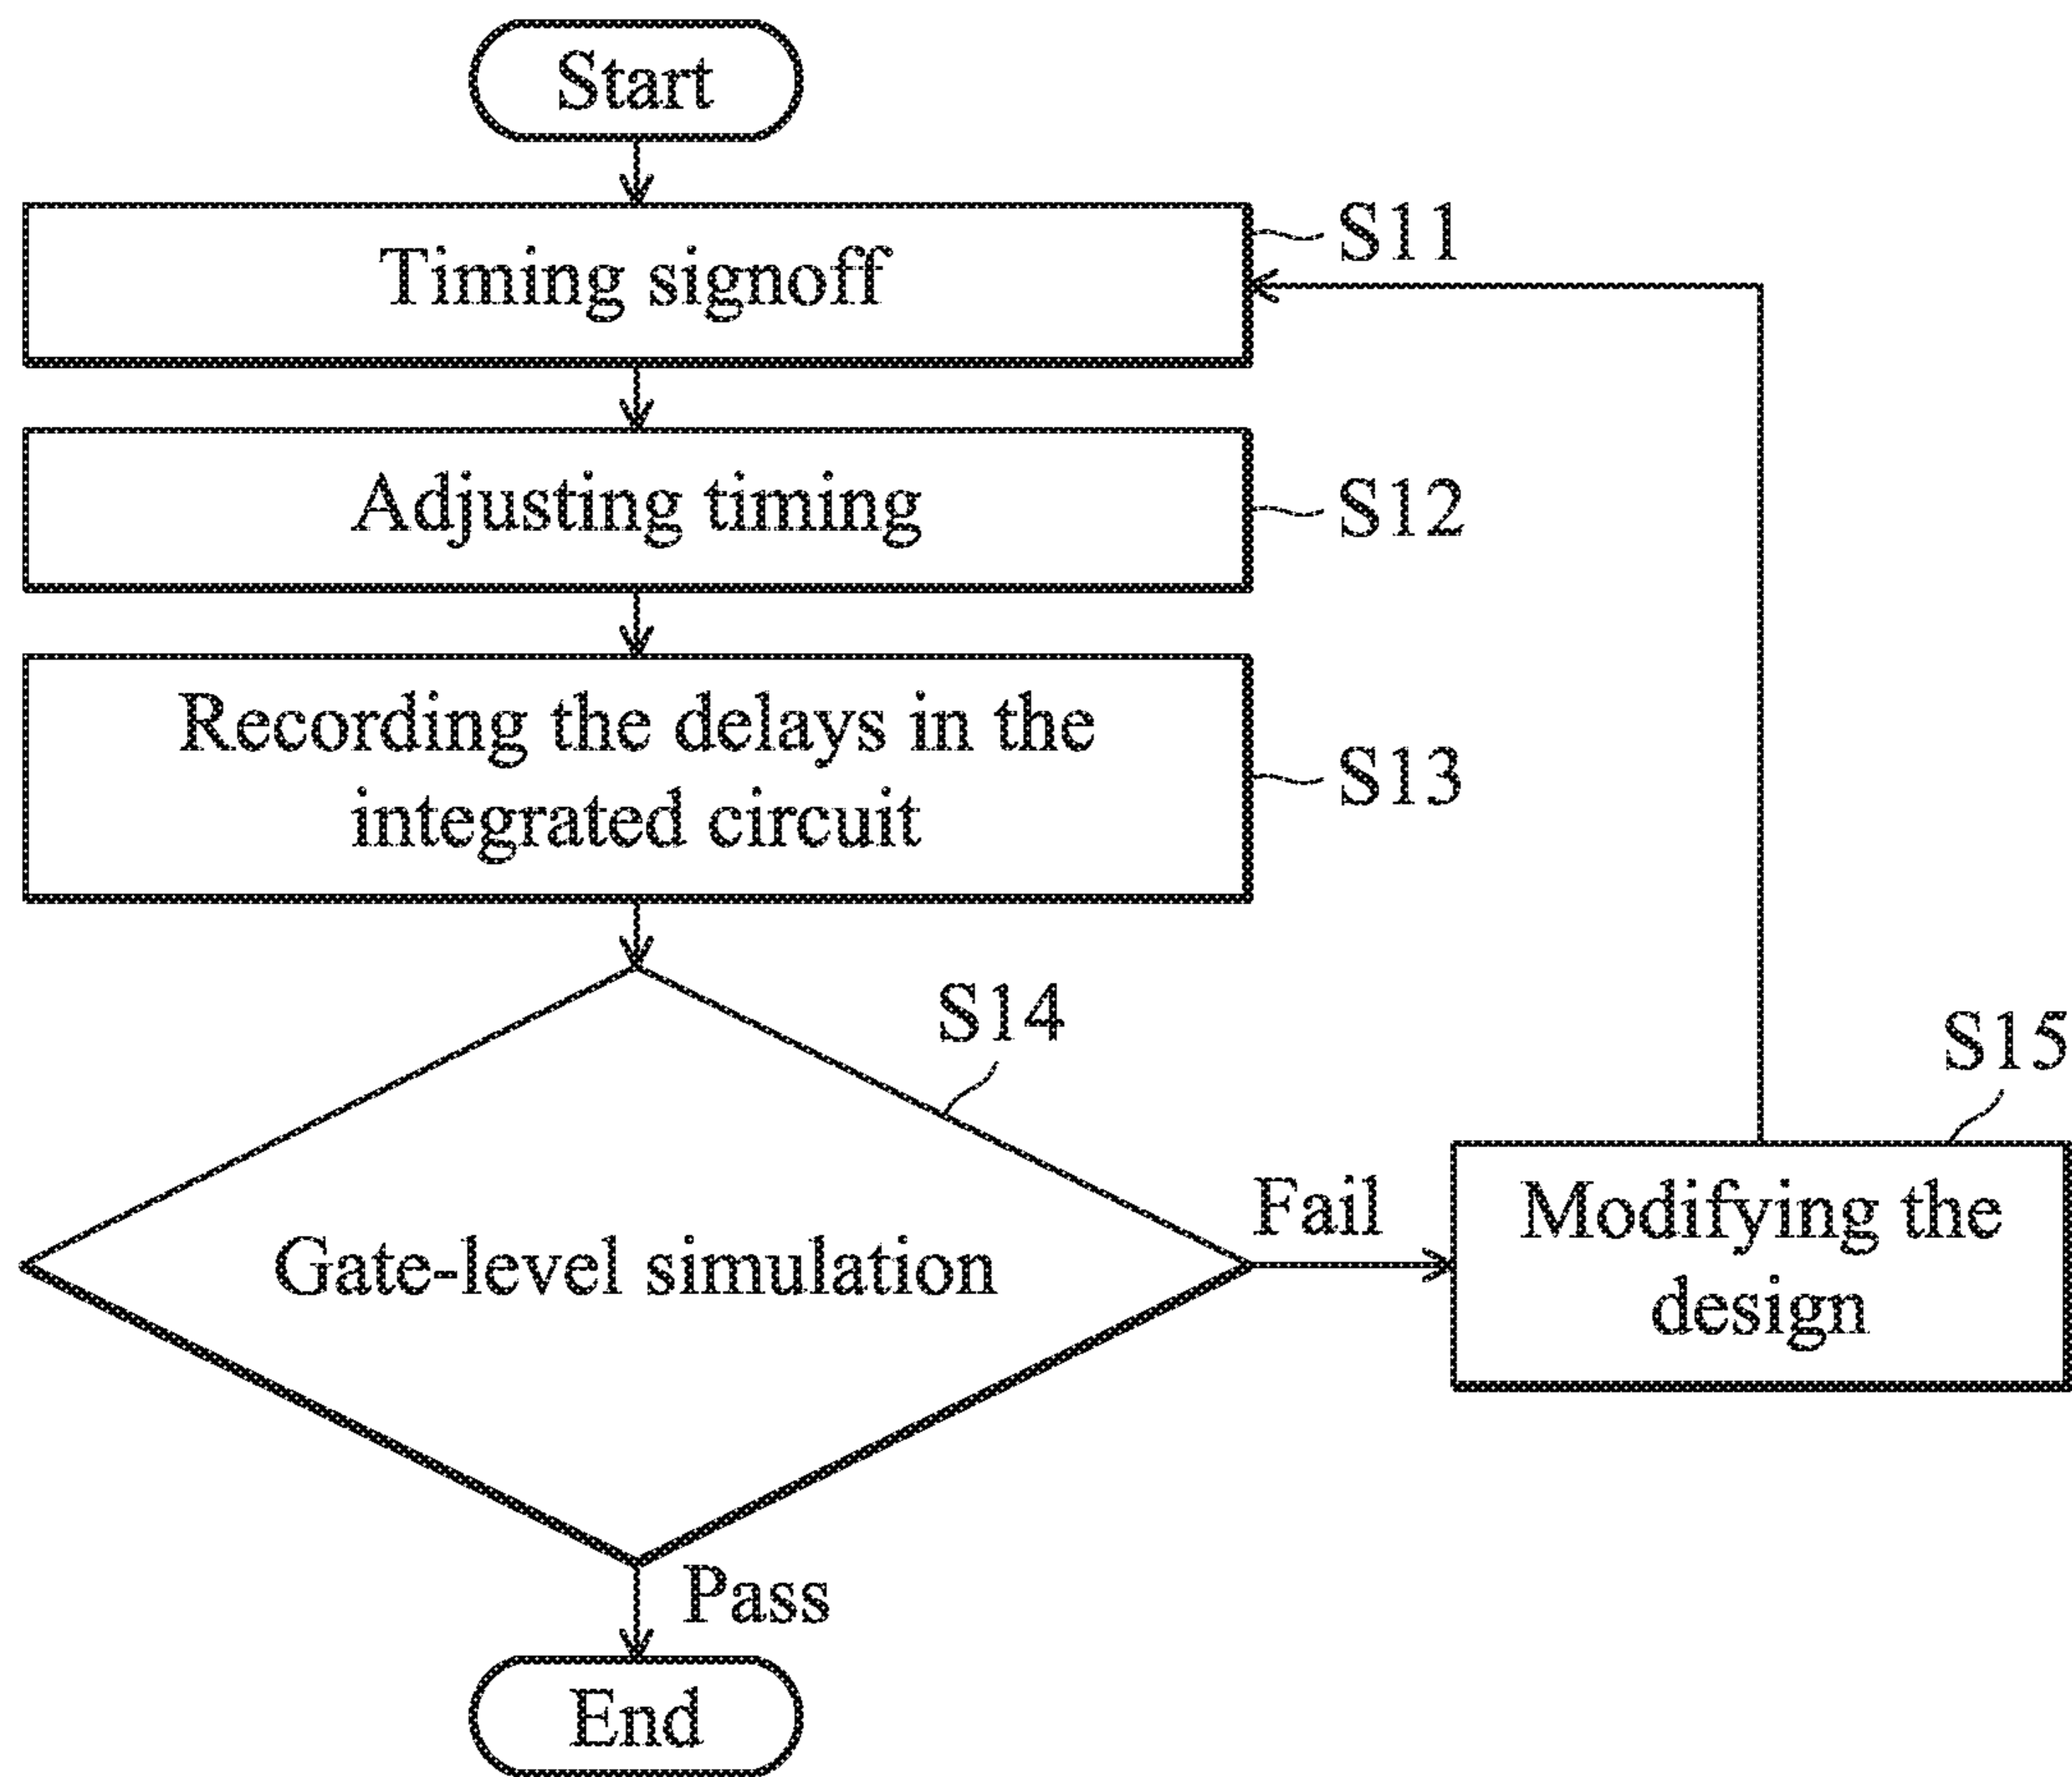 Start
Timing signoff
S11
Adjusting timing
S12
Recording the delays in the
integrated circuit
S13
S14
Gate-level simulation
Fail
S15
Modifying the
design
Pass
End